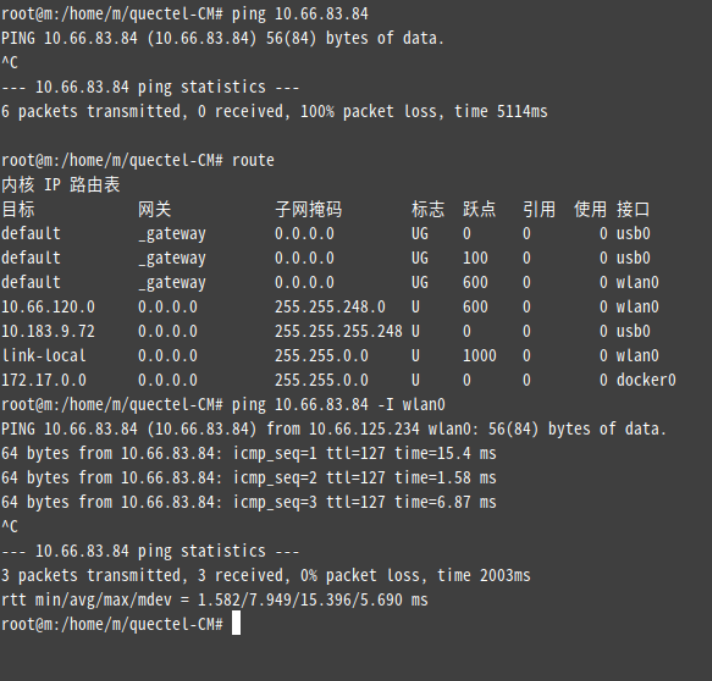 root@m:/home/m/quectel-CM# ping 10.66.83.84
PING 10.66.83.84 (10.66.83.84) 56(84) bytes of data.
^C
--- 10.66.83.84 ping statistics ---
6 packets transmitted, 0 received, 100% packet loss, time 5114ms
root@m:/home/m/quectel-CM# route
内核 IP 路由表
目标 网关 子网掩码 标志 跃点 引用 使用 接口
default _gateway 0.0.0.0 UG 0 0 0 usb0
default _gateway 0.0.0.0 UG 100 0 0 usb0
default _gateway 0.0.0.0 UG 600 0 0 wlan0
10.66.120.0 0.0.0.0 255.255.248.0 U 600 0 0 wlan0
10.183.9.72 0.0.0.0 255.255.255.248 U 0 0 0 usb0
link-local 0.0.0.0 255.255.0.0 U 1000 0 0 wlan0
172.17.0.0 0.0.0.0 255.255.0.0 U 0 0 0 docker0
root@m:/home/m/quectel-CM# ping 10.66.83.84 -I wlan0
PING 10.66.83.84 (10.66.83.84) from 10.66.125.234 wlan0: 56(84) bytes of data.
64 bytes from 10.66.83.84: icmp_seq=1 ttl=127 time=15.4 ms
64 bytes from 10.66.83.84: icmp_seq=2 ttl=127 time=1.58 ms
64 bytes from 10.66.83.84: icmp_seq=3 ttl=127 time=6.87 ms
^C
--- 10.66.83.84 ping statistics ---
3 packets transmitted, 3 received, 0% packet loss, time 2003ms
rtt min/avg/max/mdev = 1.582/7.949/15.396/5.690 ms
root@m:/home/m/quectel-CM#